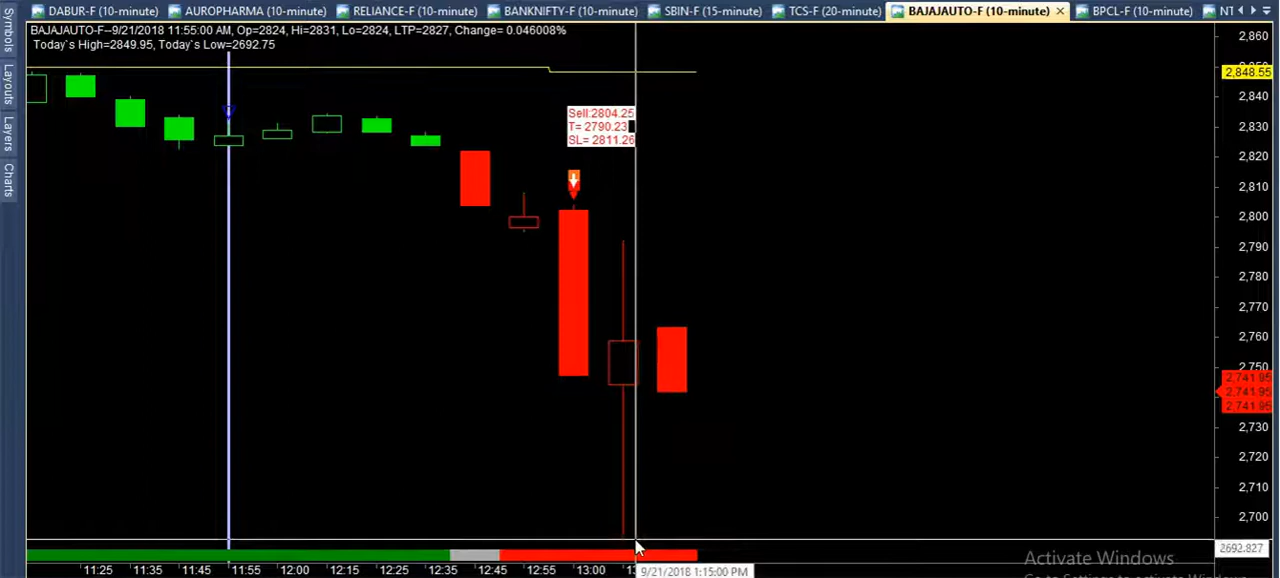 DABUR-F (10-minute) AUROPHARMA (10-minute) RELIANCE-F (10-minute) BANKNIFTY-F (10-minute) SBIN-F (15-minute) TCS-F (20-minute) BAJAJAUTO-F (10-minute) BPCL-F (10-minute) NT
Symbols
Layouts
Layers
Charts
BAJAJAUTO-F--9/21/2018 11:55:00 AM, Op=2824, Hi=2831, Lo=2824, LTP=2827, Change= 0.046008%
Today`s High=2849.95, Today`s Low=2692.75
Sell:2804.25
T= 2790.23
SL= 2811.26
2,860
2,848.55
2,840
2,830
2,820
2,810
2,800
2,790
2,780
2,770
2,760
2,750
2,741.95
2,741.95
2,741.95
2,730
2,720
2,710
2,700
2692.827
Activate Windows
11:25 11:35 11:45 11:55 12:00 12:15 12:25 12:45 12:55 13:00
9/21/2018 1:15:00 PM